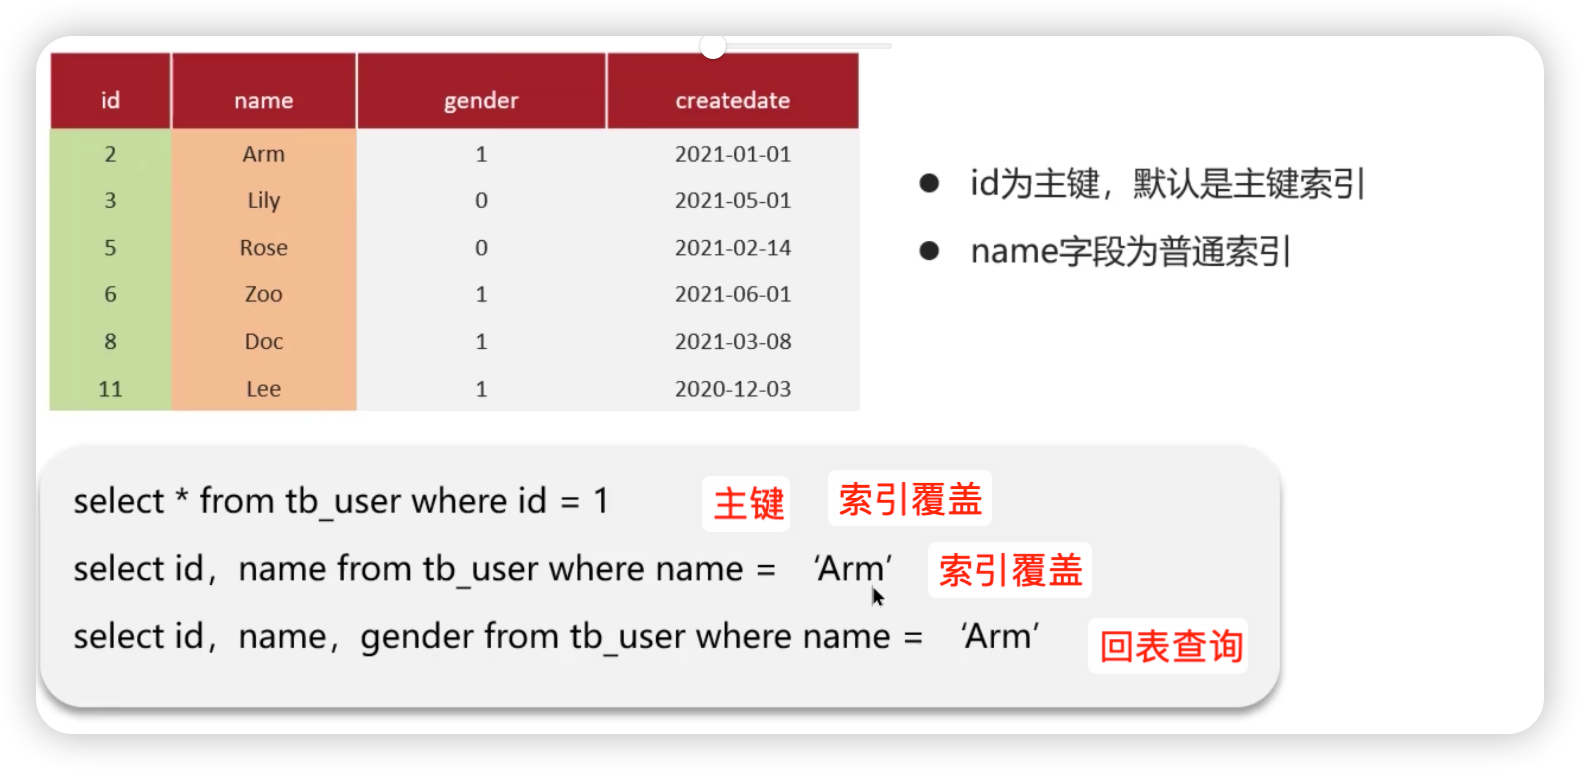 id name gender createdate
2 Arm 1 2021-01-01
3 Lily 0 2021-05-01
5 Rose 0 2021-02-14
6 Zoo 1 2021-06-01
8 Doc 1 2021-03-08
11 Lee 1 2020-12-03
● id为主键，默认是主键索引
● name字段为普通索引
select * from tb_user where id = 1 主键 索引覆盖
select id，name from tb_user where name = ‘Arm’ 索引覆盖
select id，name，gender from tb_user where name = ‘Arm’ 回表查询